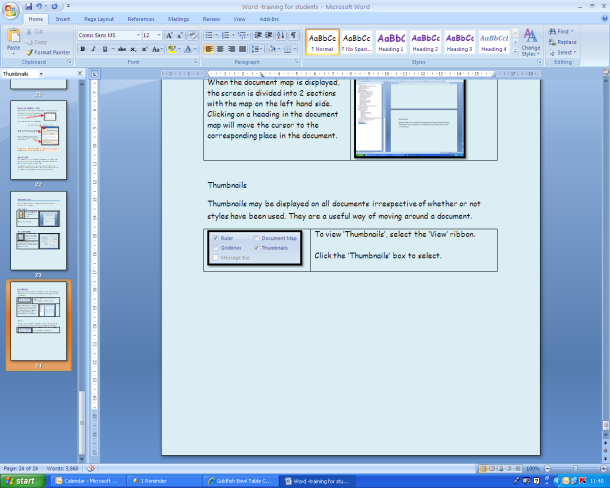 Word -training for students - Microsoft Word
Home Insert Page Layout References Mailings Review View Add-Ins
Paste
Cut
Copy
Format Painter
Clipboard
Comic Sans MS 12
Font
Paragraph
AaBbCc AaBbCc AaBbC AaBbCc AaBbCc AaBbCcI
¶ Normal ¶ No Spaci... Heading 1 Heading 2 Heading 3 Heading 4
Change
Styles
Styles
Find
Replace
Select
Editing
Thumbnails
22
23
24
When the document map is displayed,
the screen is divided into 2 sections
with the map on the left hand side.
Clicking on a heading in the document
map will move the cursor to the
corresponding place in the document.
Thumbnails
Thumbnails may be displayed on all documents irrespective of whether or not
styles have been used. They are a useful way of moving around a document.
Ruler Document Map
Gridlines Thumbnails
Message Bar
To view 'Thumbnails', select the 'View' ribbon.
Click the 'Thumbnails' box to select.
Page: 24 of 24 Words: 3,868
100%
start
Calendar - Microsoft ...
1 Reminder
Goldfish Bowl Table C...
Word -training for stu...
11:40